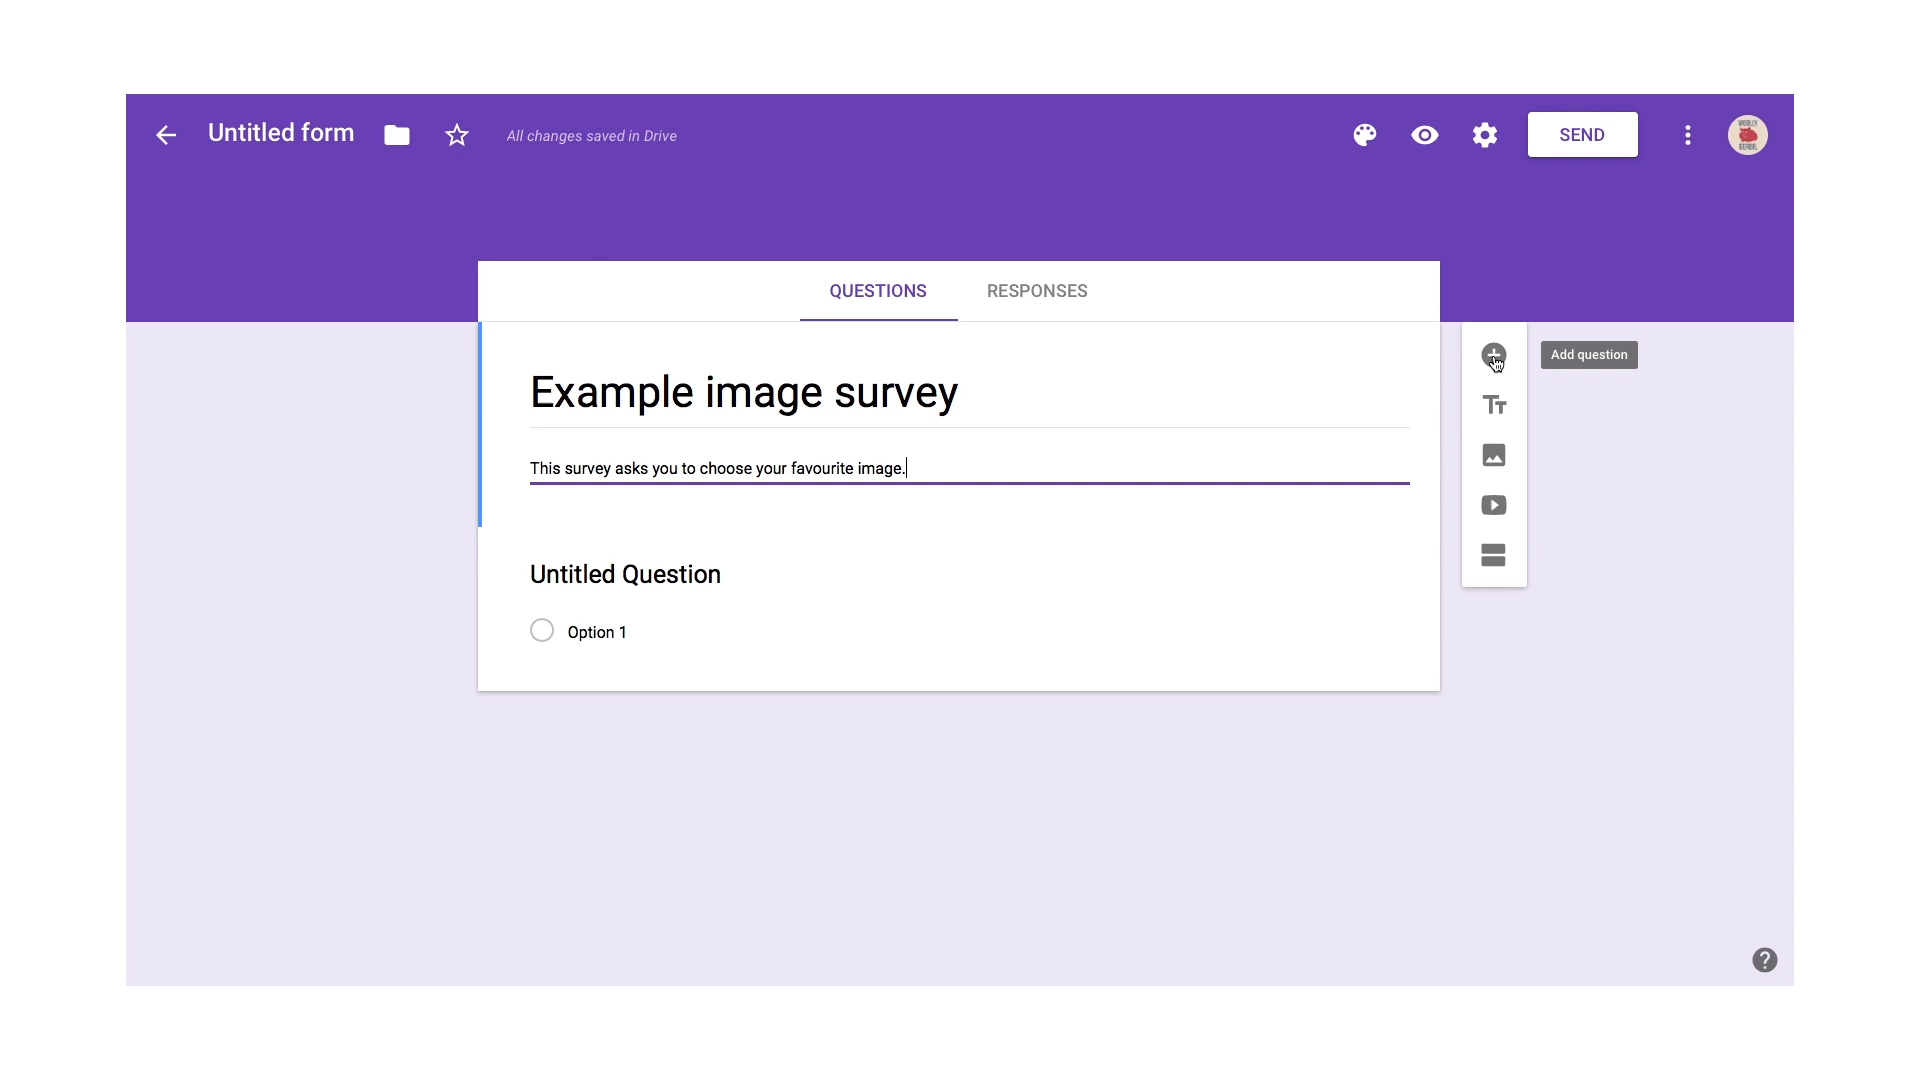 Untitled form
All changes saved in Drive
SEND
WOOLLY
QUESTIONS
RESPONSES
Add question
Example image survey
This survey asks you to choose your favourite image.
Untitled Question
Option 1